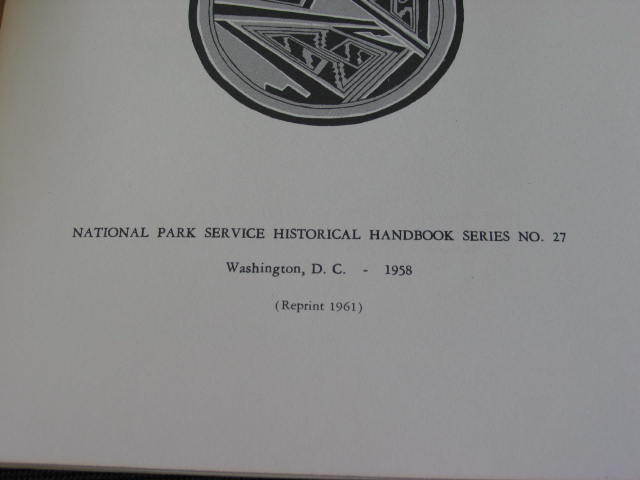 NATIONAL PARK SERVICE HISTORICAL HANDBOOK SERIES NO. 27
Washington, D. C. - 1958
(Reprint 1961)